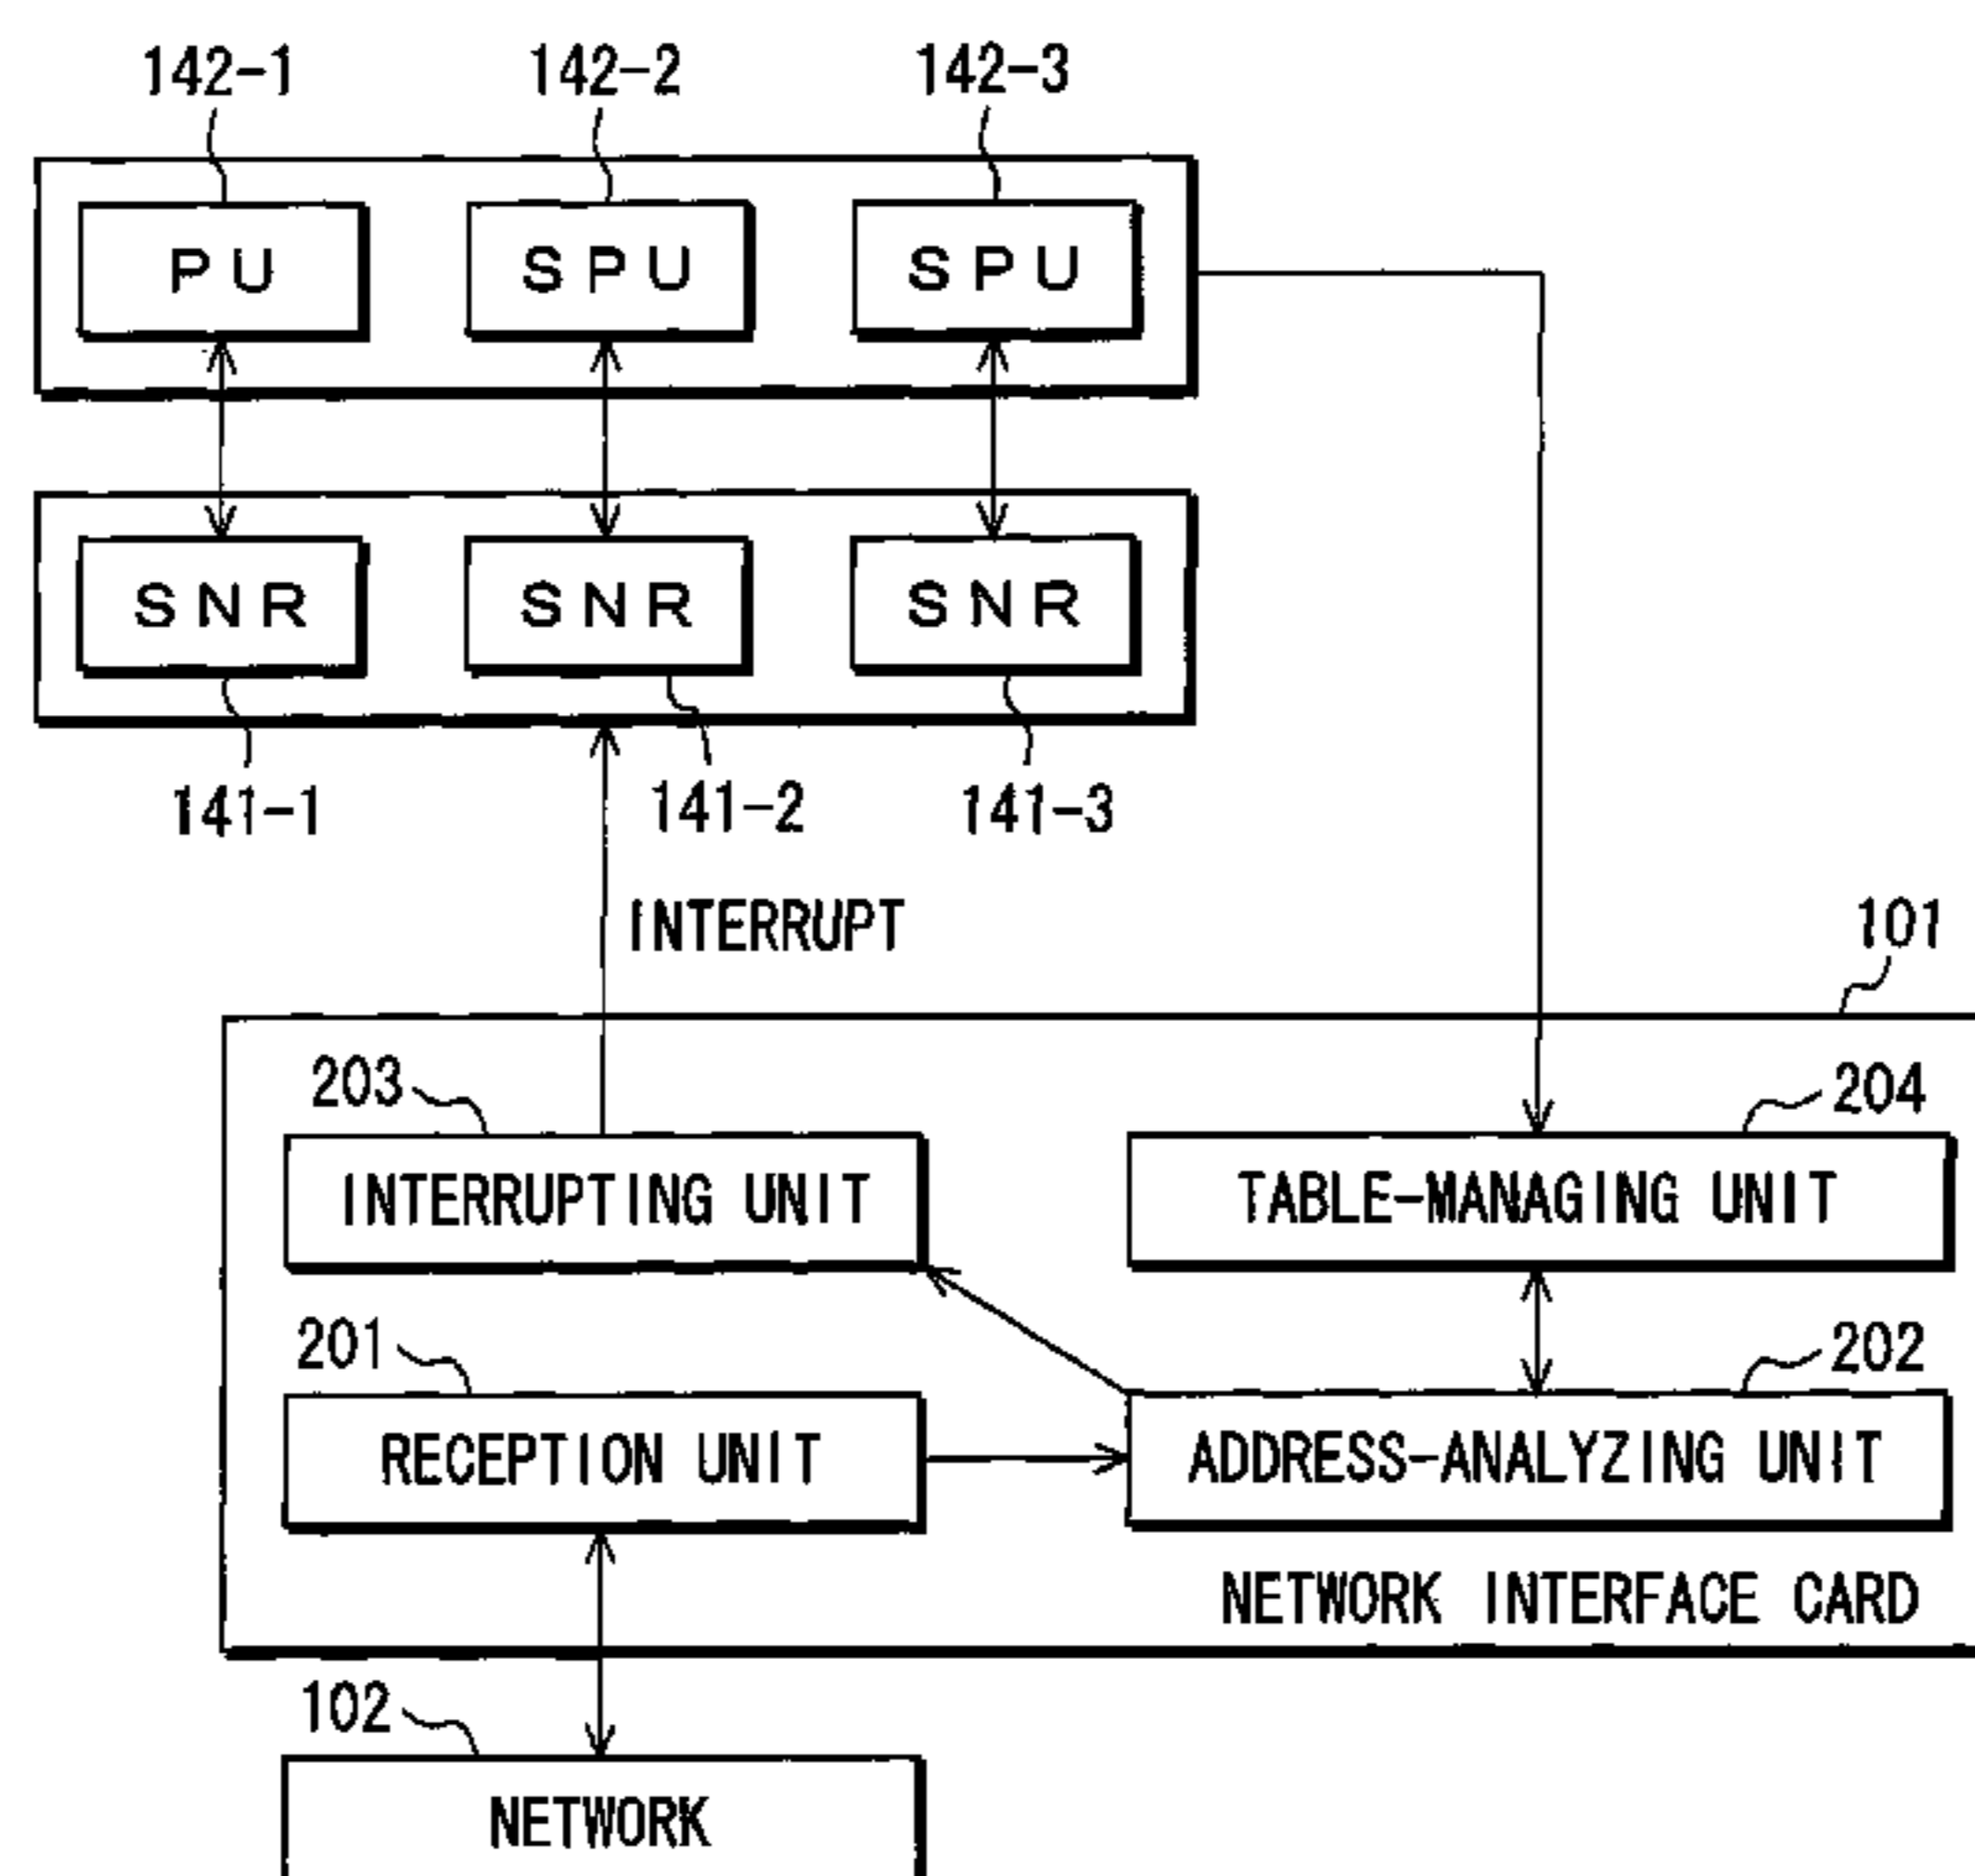 142-1 142-2 142-3
PU SPU SPU
SNR SNR SNR
141-1 141-2 141-3
INTERRUPT
101
203 204
INTERRUPTING UNIT TABLE-MANAGING UNIT
201 202
RECEPTION UNIT ADDRESS-ANALYZING UNIT
NETWORK INTERFACE CARD
102
NETWORK